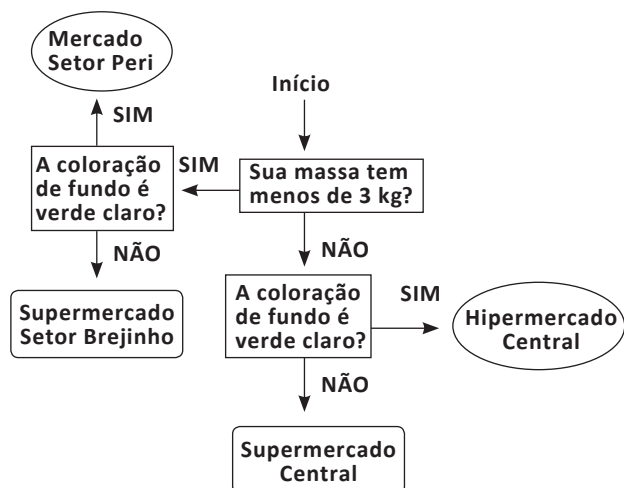 Mercado
Setor Peri
Início
SIM
A coloração
de fundo é
verde claro?
SIM
Sua massa tem
menos de 3 kg?
NÃO
Supermercado
Setor Brejinho
NÃO
A coloração
de fundo é
verde claro?
SIM
Hipermercado
Central
NÃO
Supermercado
Central